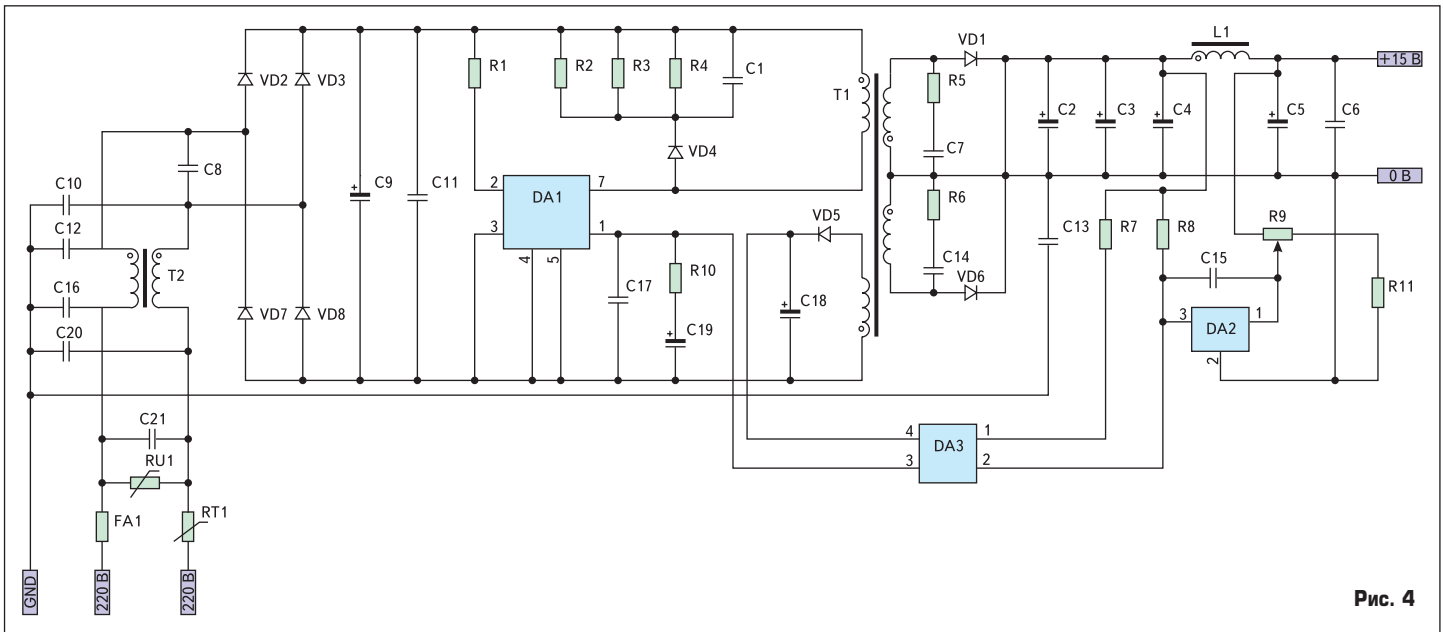 L1
VD1
+15 В
VD2
VD3
R1
R2
R3
R4
C1
T1
R5
C2
C3
C4
C5
C6
C7
VD4
C8
C10
C9
C11
2
7
DA1
3
1
4
5
0 В
R6
C12
VD5
C13
R7
R8
R9
T2
C14
VD6
C15
R10
C16
C17
C18
R11
VD7
VD8
C19
3
1
DA2
2
C20
C21
4
1
DA3
3
2
RU1
FA1
RT1
GND
220 В
220 В
Рис. 4